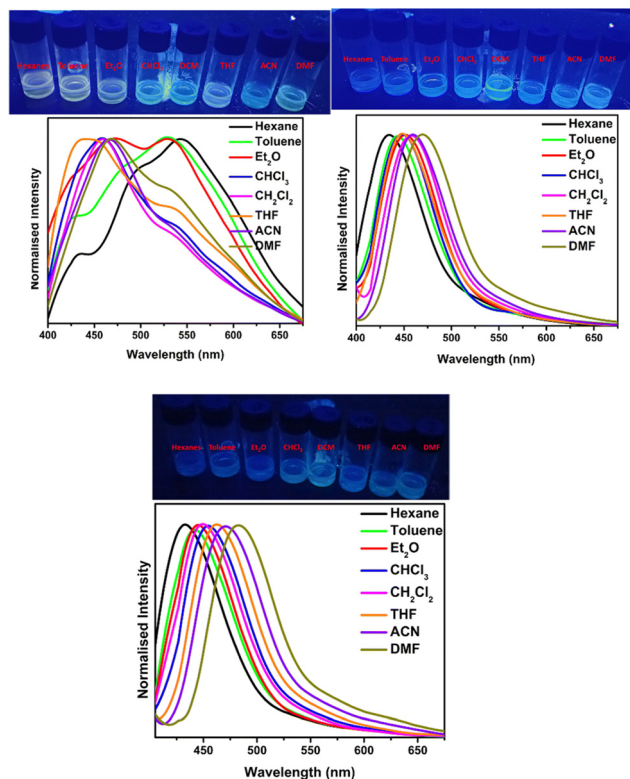 Hexanes Toluene Et₂O CHCl₃ DCM THF ACN DMF
Normalised Intensity
Hexane
Toluene
Et₂O
CHCl₃
CH₂Cl₂
THF
ACN
DMF
400 450 500 550 600 650
Wavelength (nm)
Hexanes Toluene Et₂O CHCl₃ THF ACN DMF
Normalised Intensity
Hexane
Toluene
Et₂O
CHCl₃
CH₂Cl₂
THF
ACN
DMF
400 450 500 550 600 650
Wavelength (nm)
Hexanes Toluene Et₂O CHCl₃ DCM THF ACN DMF
Normalised Intensity
Hexane
Toluene
Et₂O
CHCl₃
CH₂Cl₂
THF
ACN
DMF
450 500 550 600 650
Wavelength (nm)